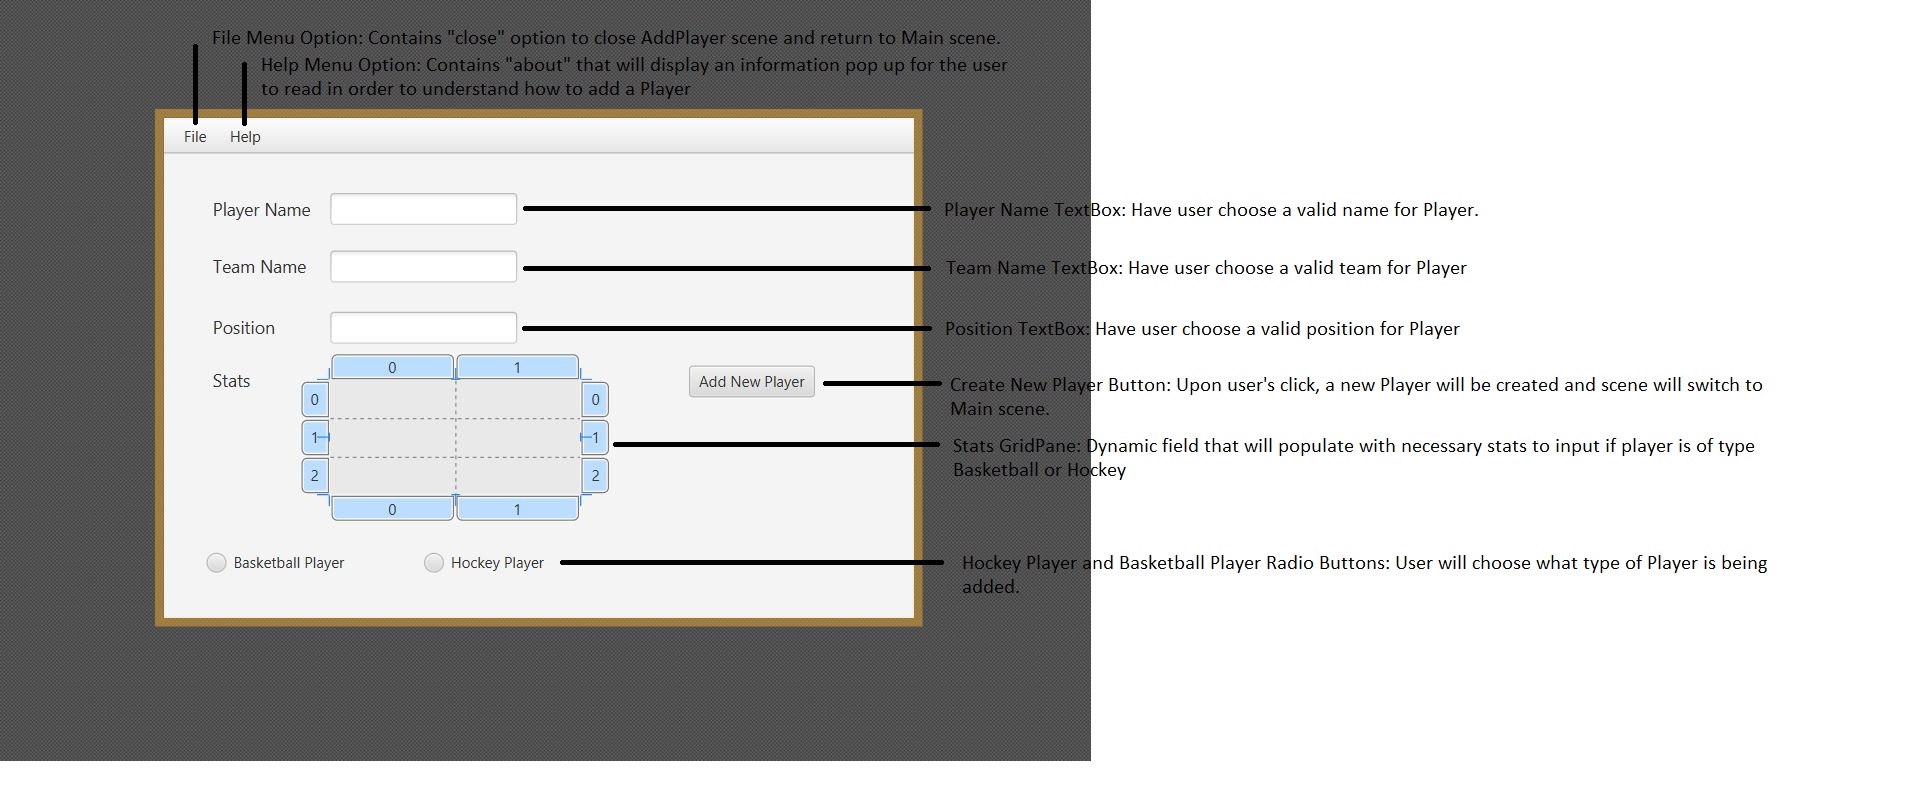 File Menu Option: Contains "close" option to close AddPlayer scene and return to Main scene.
Help Menu Option: Contains "about" that will display an information pop up for the user
to read in order to understand how to add a Player
File Help
Player Name
Player Name TextBox: Have user choose a valid name for Player.
Team Name
Team Name TextBox: Have user choose a valid team for Player
Position
Position TextBox: Have user choose a valid position for Player
0 1
Stats
Add New Player
Create New Player Button: Upon user's click, a new Player will be created and scene will switch to
Main scene.
0 0
1 1
Stats GridPane: Dynamic field that will populate with necessary stats to input if player is of type
Basketball or Hockey
2 2
0 1
Basketball Player
Hockey Player
Hockey Player and Basketball Player Radio Buttons: User will choose what type of Player is being
added.